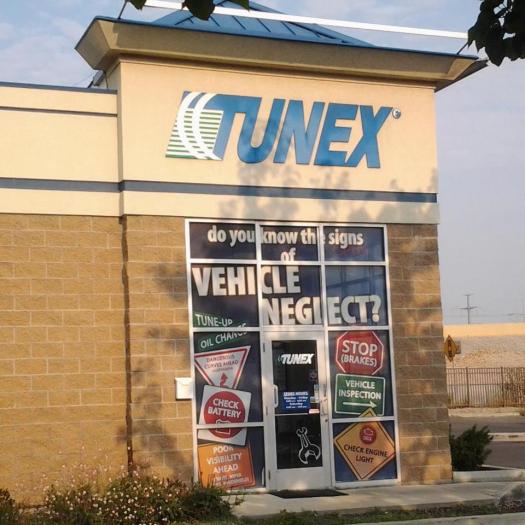 TUNEX®
do you know the signs
of
VEHICLE
NEGLECT?
TUNE-UP
OIL CHANGE
DANGEROUS
CURVES AHEAD
TUNEX
STOP
(BRAKES)
CHECK
BATTERY
VEHICLE
INSPECTION
POOR
VISIBILITY
AHEAD
CHECK ENGINE
LIGHT